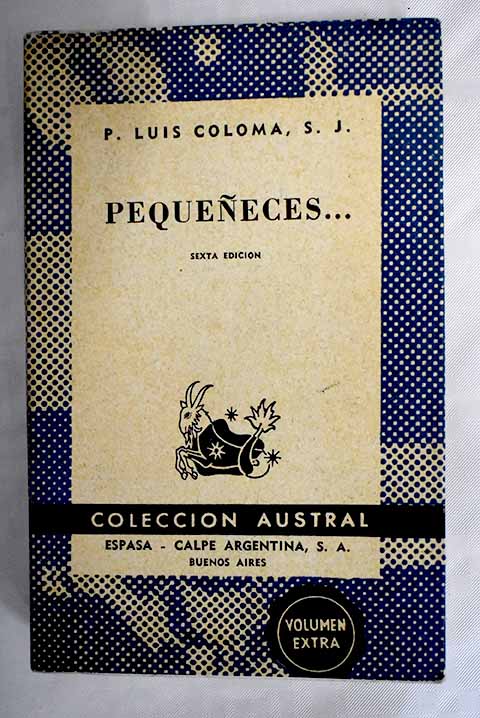 P. LUIS COLOMA, S. J.
PEQUEÑECES...
SEXTA EDICION
COLECCION AUSTRAL
ESPASA - CALPE ARGENTINA, S. A.
BUENOS AIRES
VOLUMEN
EXTRA